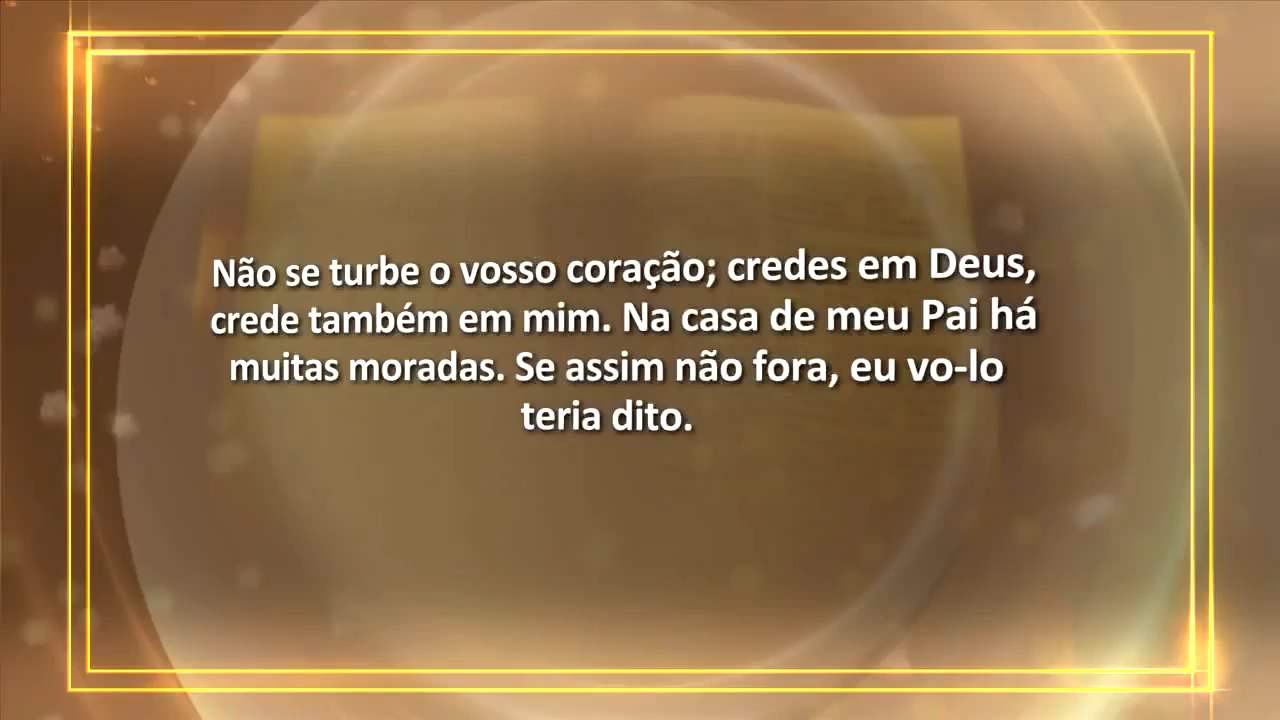 Não se turbe o vosso coração; credes em Deus,
crede também em mim. Na casa de meu Pai há
muitas moradas. Se assim não fora, eu vo-lo
teria dito.